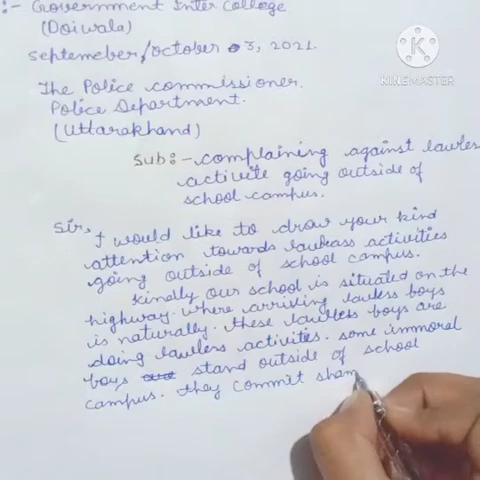 :- Government Inter College
(Doiwala)
septemeber/october 3, 2021.
KINEMASTER
The Police commissioner.
Police Department.
(Uttarakhand)
Sub:- complaining against lawles
activite going outside of
school campus.
Sir,
I would like to draw your kind
attention towards lawleass activities
going outside of school campus.
kinally our school is situated on the
highway. where arriving lawless boys
is naturally. these lawless boys are
doing lawlers activities. some immoral
boys stand outside of school
campus. they commit sham